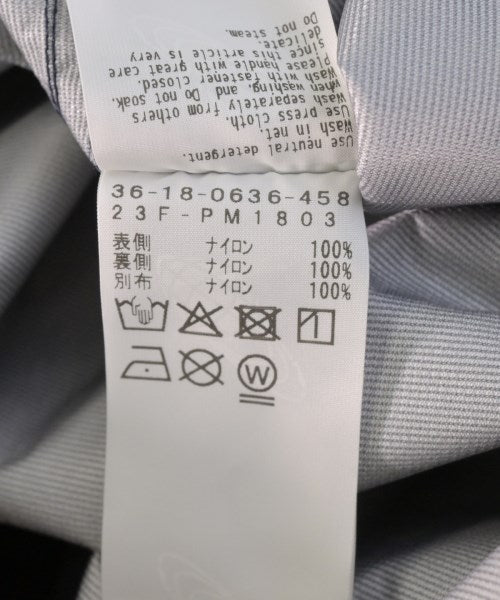 Use neutral detergent.
Wash in net.
Use press cloth.
Wash separately from others
when washing. and Do not soak.
Wash with fastener closed.
Please handle with great care
since this article is very
delicate.
Do not steam.
36-18-0636-458
23F-PM1803
表側 ナイロン 100%
裏側 ナイロン 100%
別布 ナイロン 100%
W